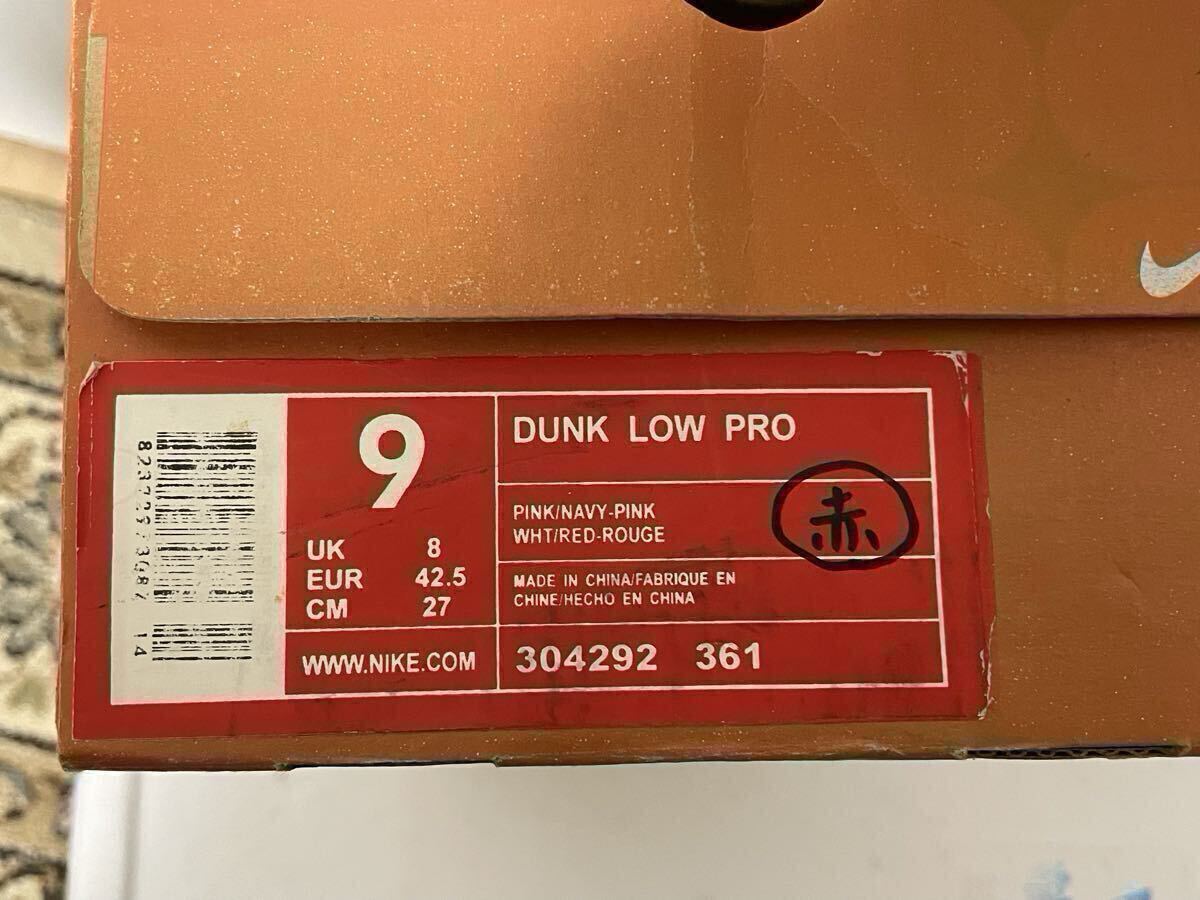 9
UK 8
EUR 42.5
CM 27
WWW.NIKE.COM
DUNK LOW PRO
PINK/NAVY-PINK
WHT/RED-ROUGE
赤
MADE IN CHINA/FABRIQUE EN
CHINE/HECHO EN CHINA
304292 361